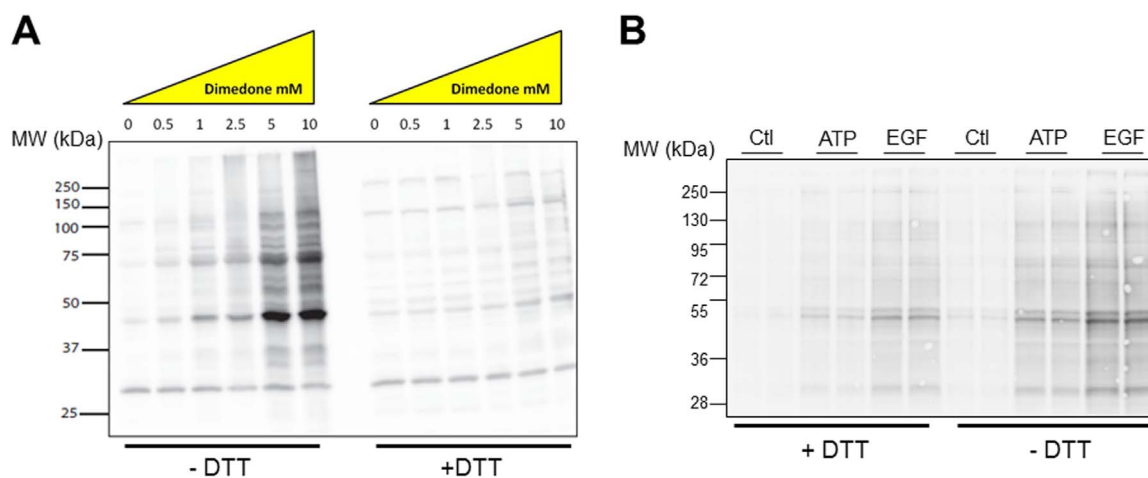 A
Dimedone mM
Dimedone mM
0 0.5 1 2.5 5 10 0 0.5 1 2.5 5 10
MW (kDa)
250
150
100
75
50
37
25
- DTT +DTT
B
Ctl ATP EGF Ctl ATP EGF
MW (kDa)
250
130
95
72
55
36
28
+ DTT - DTT